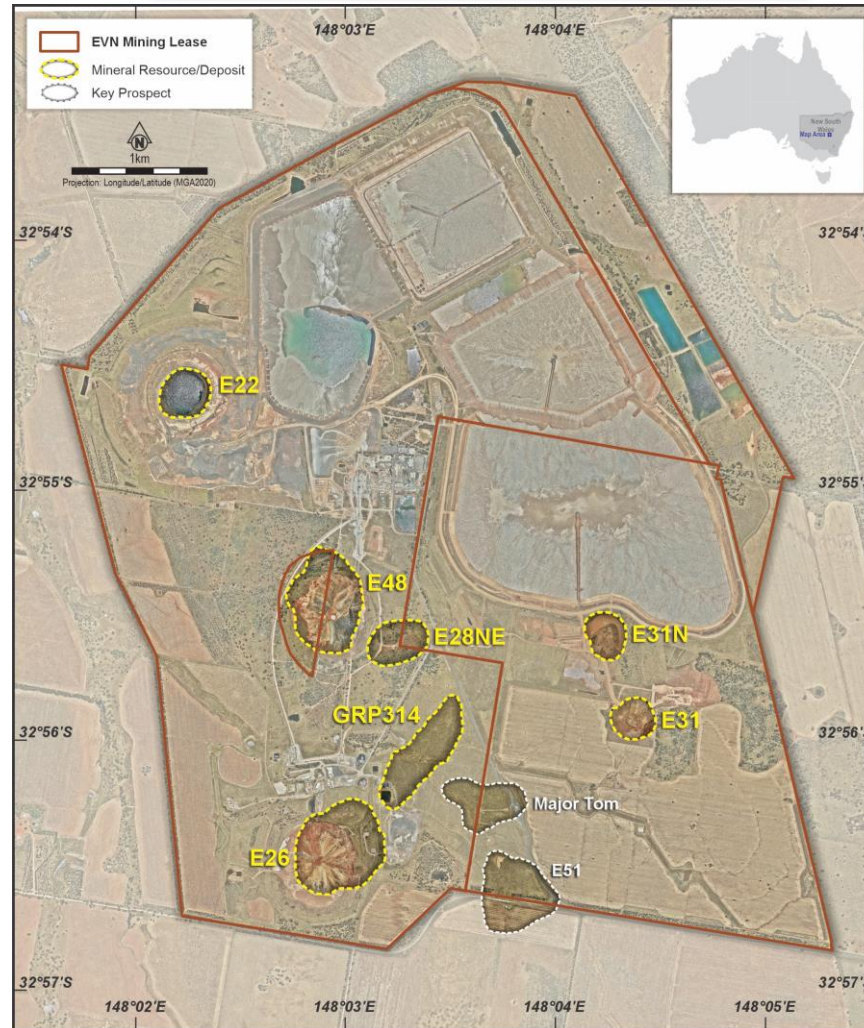 148°03'E
148°04'E
EVN Mining Lease
Mineral Resource/Deposit
Key Prospect
N
1km
Projection: Longitude/Latitude (MGA2020)
New South
Wales
Map Area
32°54'S
32°54'S
E22
32°55'S
32°55'S
E48
E28NE
E31N
GRP314
E31
32°56'S
32°56'S
Major Tom
E26
E51
32°57'S
32°57'S
148°02'E
148°03'E
148°04'E
148°05'E